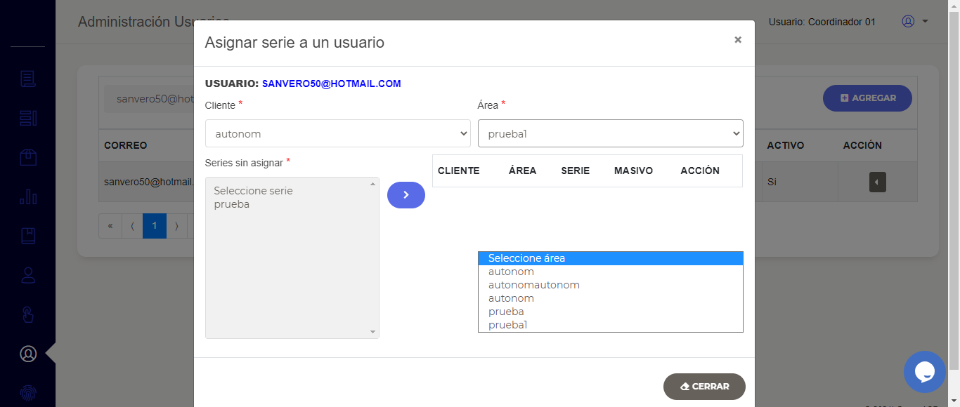 Administración Usuarios
Usuario: Coordinador 01
Asignar serie a un usuario
×
USUARIO: SANVERO50@HOTMAIL.COM
sanvero50@hot
AGREGAR
Cliente *
Área *
autonom
prueba1
CORREO
ACTIVO
ACCIÓN
Series sin asignar *
CLIENTE ÁREA SERIE MASIVO ACCIÓN
sanvero50@hotmail.
Si
Seleccione serie
prueba
« ⟨ 1 ⟩
Seleccione área
autonom
autonomautonom
autonom
prueba
prueba1
CERRAR